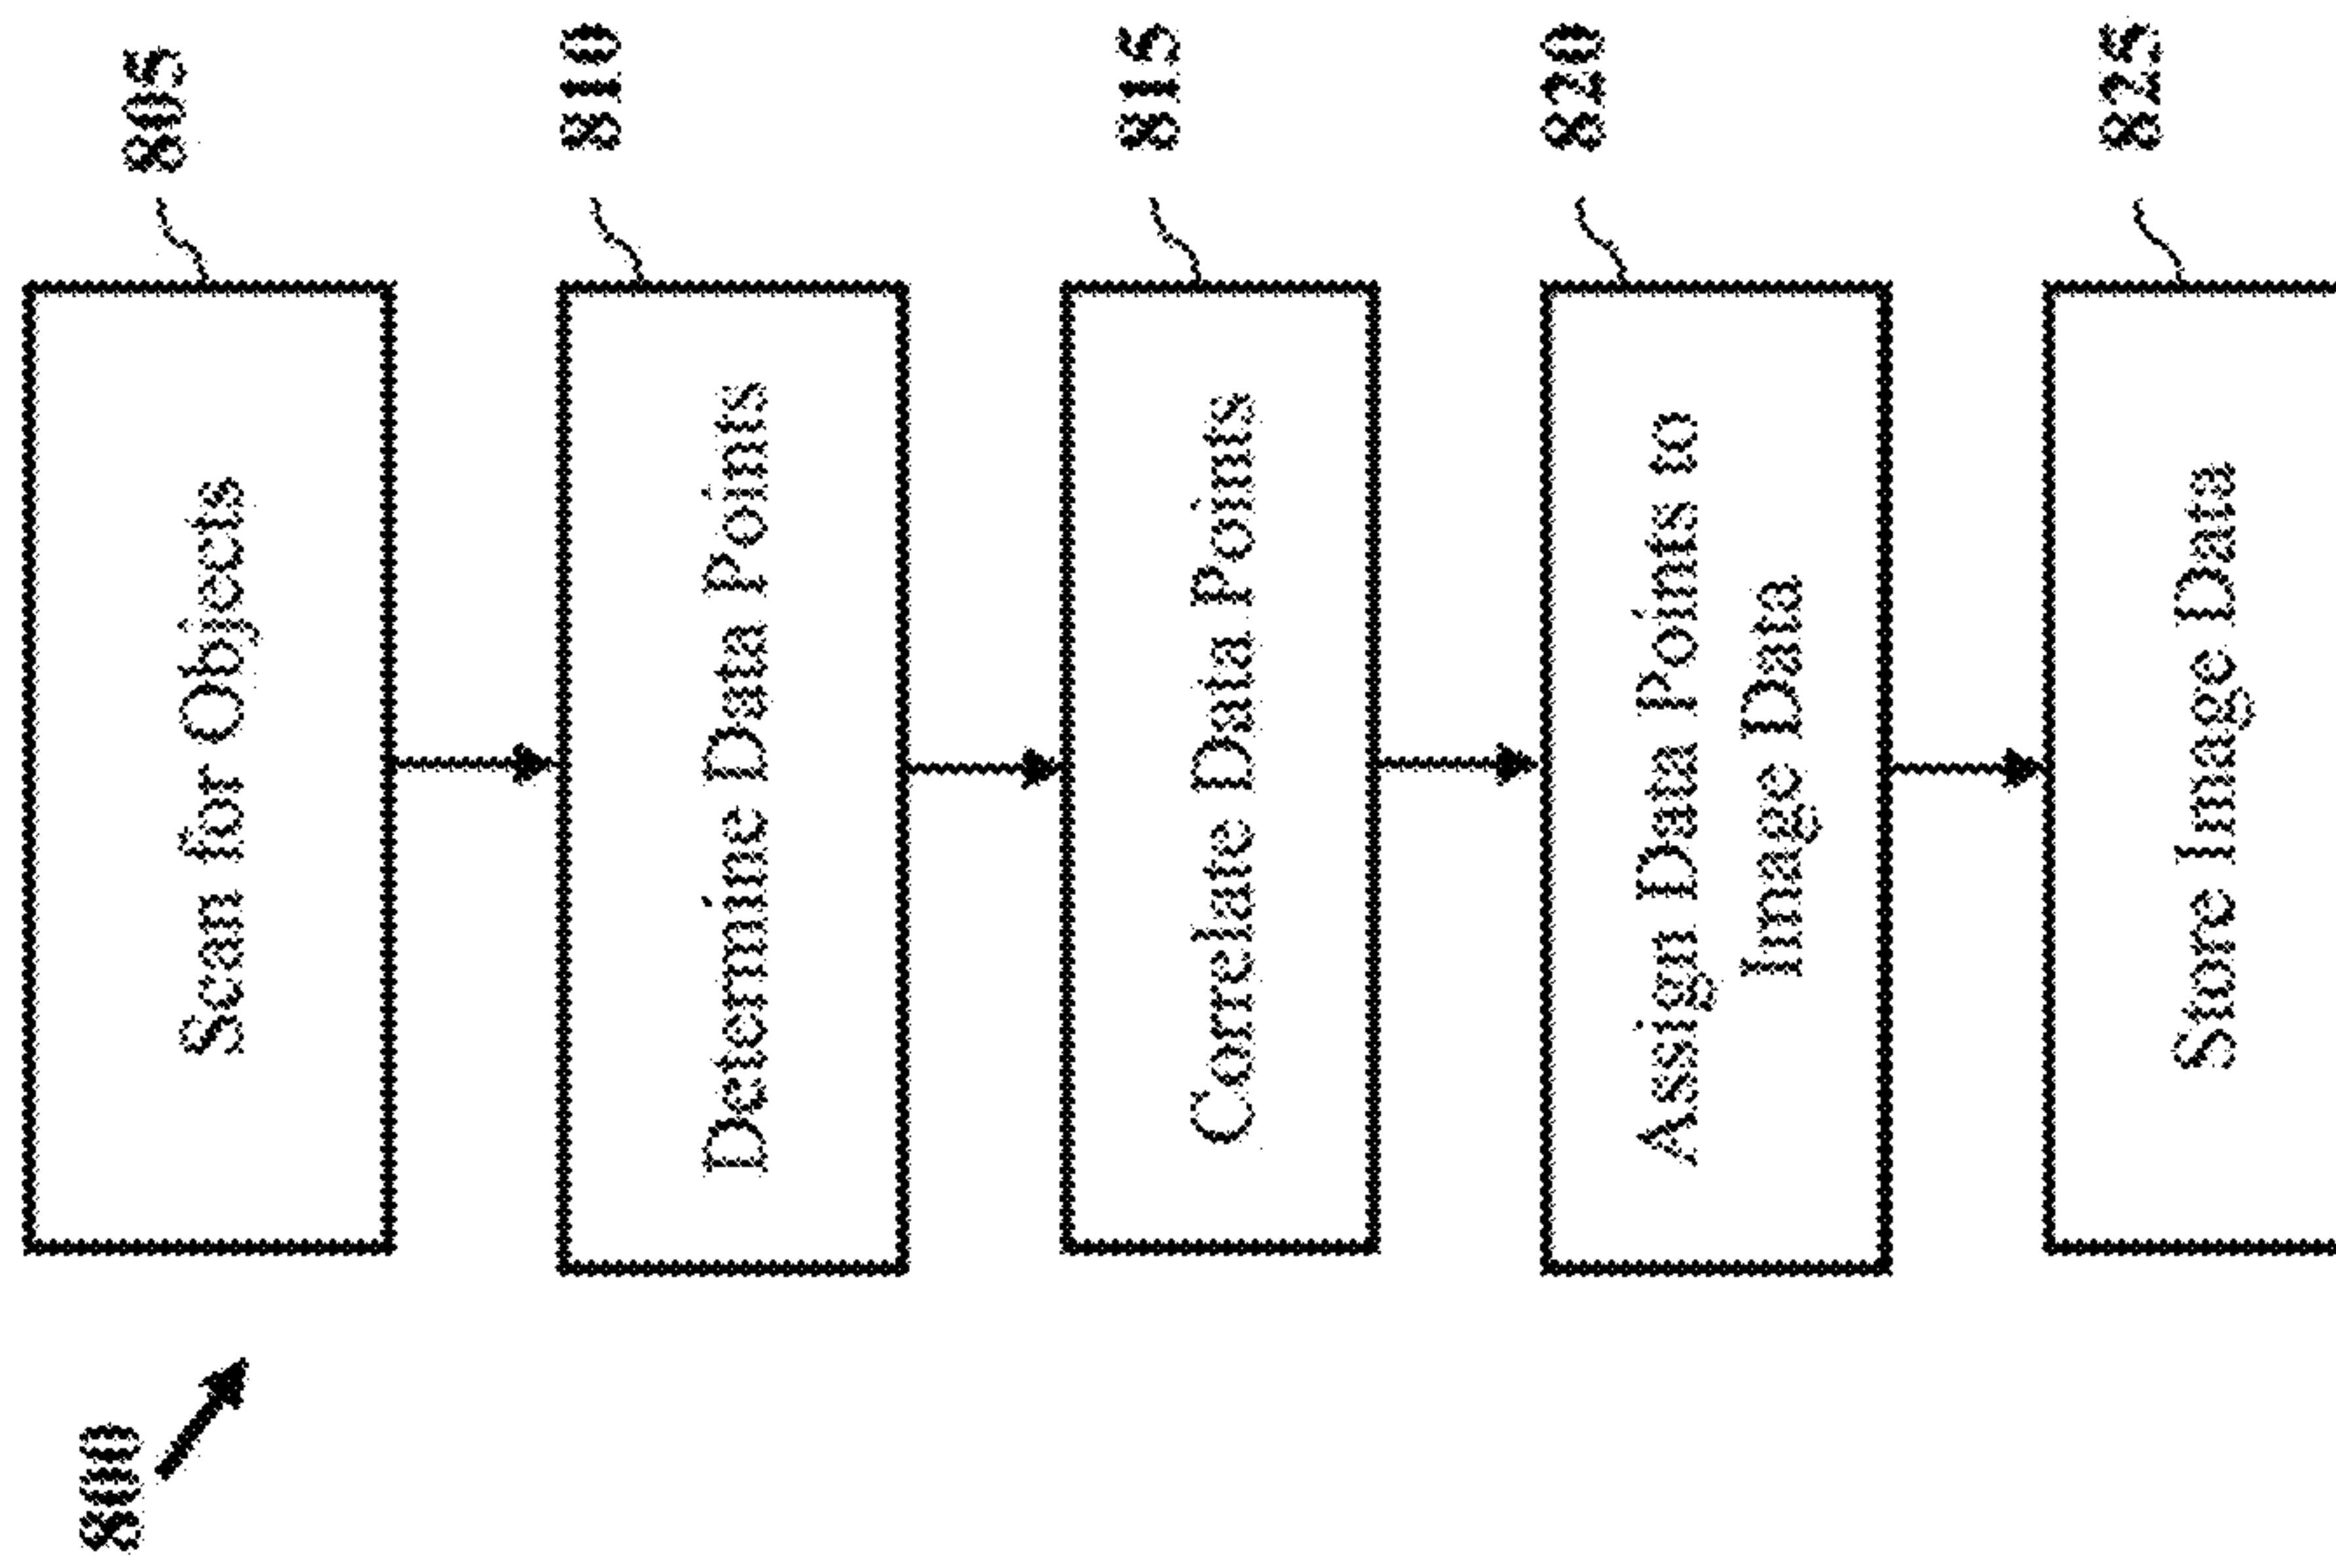 800
Scan for Objects
805
Determine Data Points
810
Correlate Data Points
815
Assign Data Points to
Image Data
820
Store Image Data
825